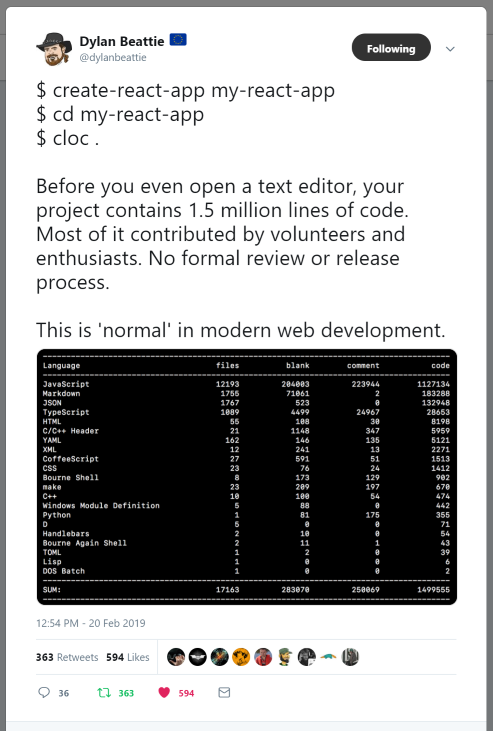 Dylan Beattie
Following
@dylanbeattie
$ create-react-app my-react-app
$ cd my-react-app
$ cloc .
Before you even open a text editor, your
project contains 1.5 million lines of code.
Most of it contributed by volunteers and
enthusiasts. No formal review or release
process.
This is 'normal' in modern web development.
Language files blank comment code
JavaScript 12193 204003 223944 1127134
Markdown 1755 71061 2 183288
JSON 1767 523 0 132948
TypeScript 1089 4499 24967 28653
HTML 55 108 30 8198
C/C++ Header 21 1148 347 5959
YAML 162 146 135 5121
XML 12 241 13 2271
CoffeeScript 27 591 51 1513
CSS 23 76 24 1412
Bourne Shell 8 173 129 902
make 23 209 197 670
C++ 10 100 54 474
Windows Module Definition 5 88 0 442
Python 1 81 175 355
D 5 0 0 71
Handlebars 2 10 0 54
Bourne Again Shell 2 11 1 43
TOML 1 2 0 39
Lisp 1 0 0 6
DOS Batch 1 0 0 2
SUM: 17163 283070 250069 1499555
12:54 PM - 20 Feb 2019
363 Retweets 594 Likes
36 363 594